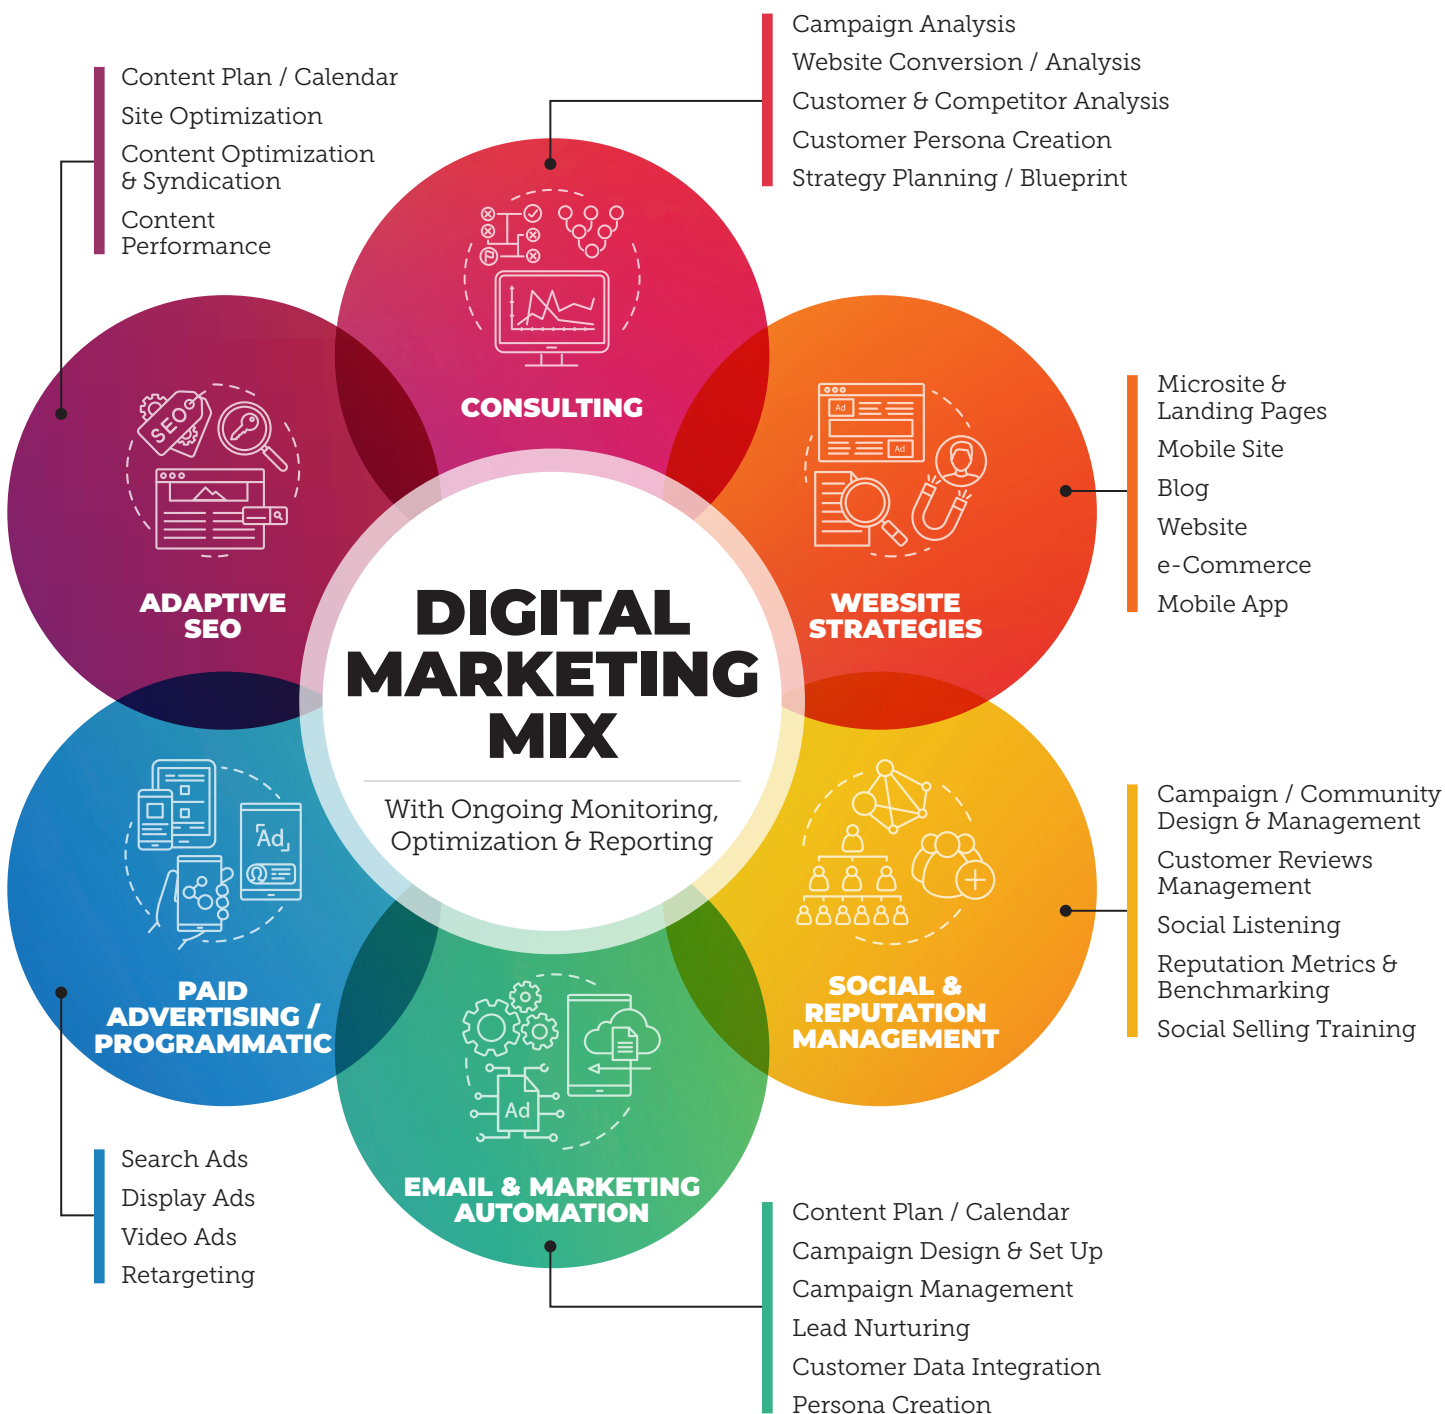 Campaign Analysis
Website Conversion / Analysis
Customer & Competitor Analysis
Customer Persona Creation
Strategy Planning / Blueprint
Content Plan / Calendar
Site Optimization
Content Optimization
& Syndication
Content
Performance
CONSULTING
SEO
ADAPTIVE
SEO
Ad
Ad
WEBSITE
STRATEGIES
Microsite &
Landing Pages
Mobile Site
Blog
Website
e-Commerce
Mobile App
DIGITAL
MARKETING
MIX
With Ongoing Monitoring,
Optimization & Reporting
Ad
PAID
ADVERTISING /
PROGRAMMATIC
SOCIAL &
REPUTATION
MANAGEMENT
Campaign / Community
Design & Management
Customer Reviews
Management
Social Listening
Reputation Metrics &
Benchmarking
Social Selling Training
Ad
EMAIL & MARKETING
AUTOMATION
Search Ads
Display Ads
Video Ads
Retargeting
Content Plan / Calendar
Campaign Design & Set Up
Campaign Management
Lead Nurturing
Customer Data Integration
Persona Creation